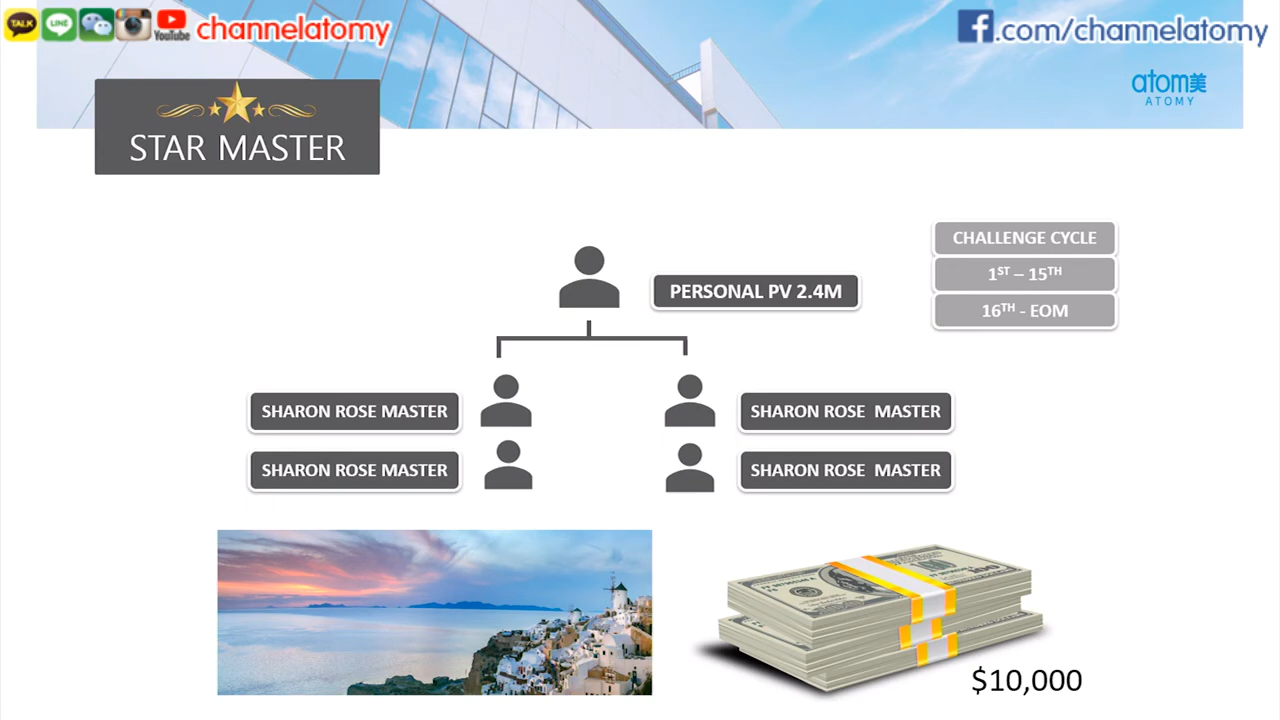 TALK
LINE
YouTube
channelatomy
f.com/channelatomy
atom美
ATOMY
STAR MASTER
CHALLENGE CYCLE
1ST – 15TH
16TH - EOM
PERSONAL PV 2.4M
SHARON ROSE MASTER
SHARON ROSE MASTER
SHARON ROSE MASTER
SHARON ROSE MASTER
$10,000